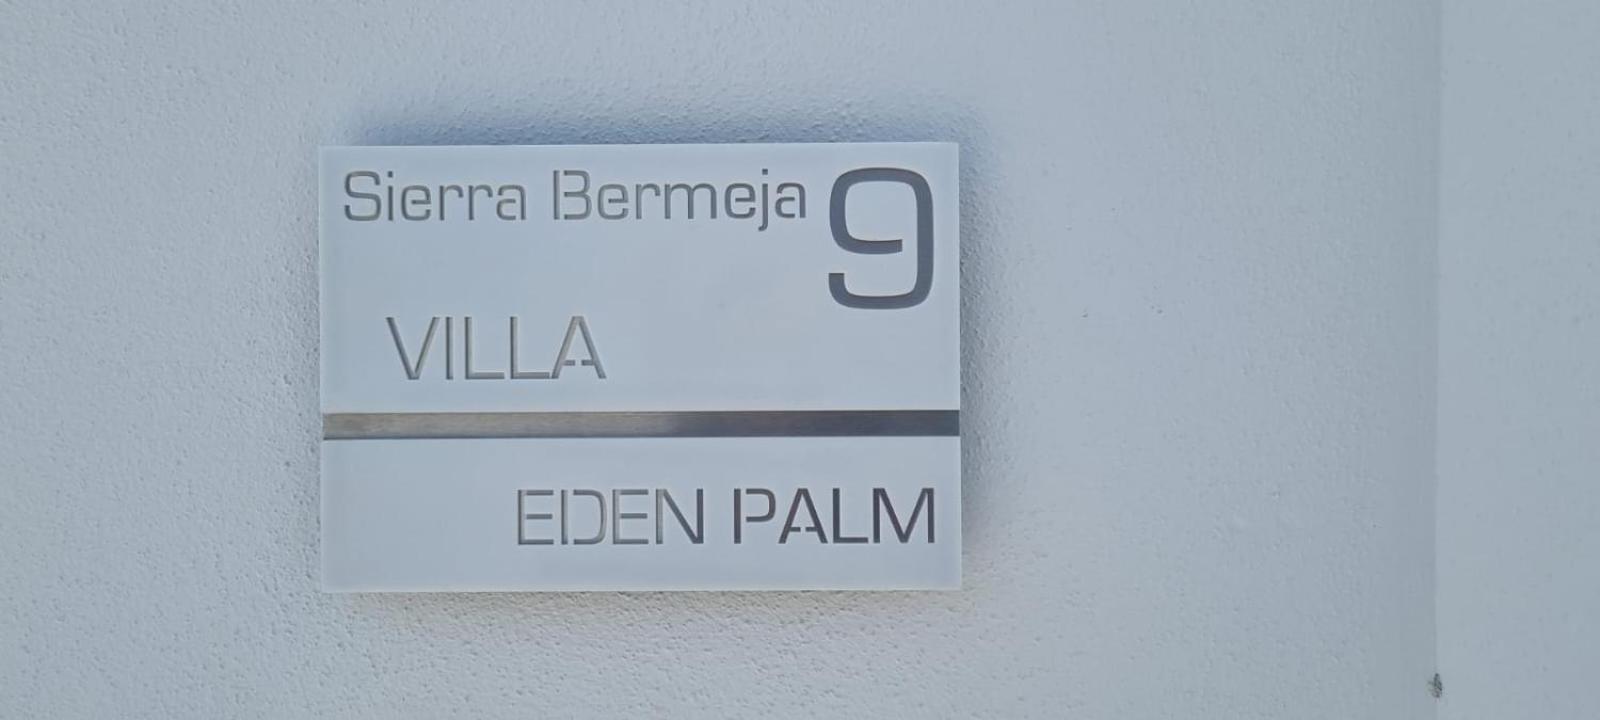 Sierra Bermeja 9
VILLA
EDEN PALM